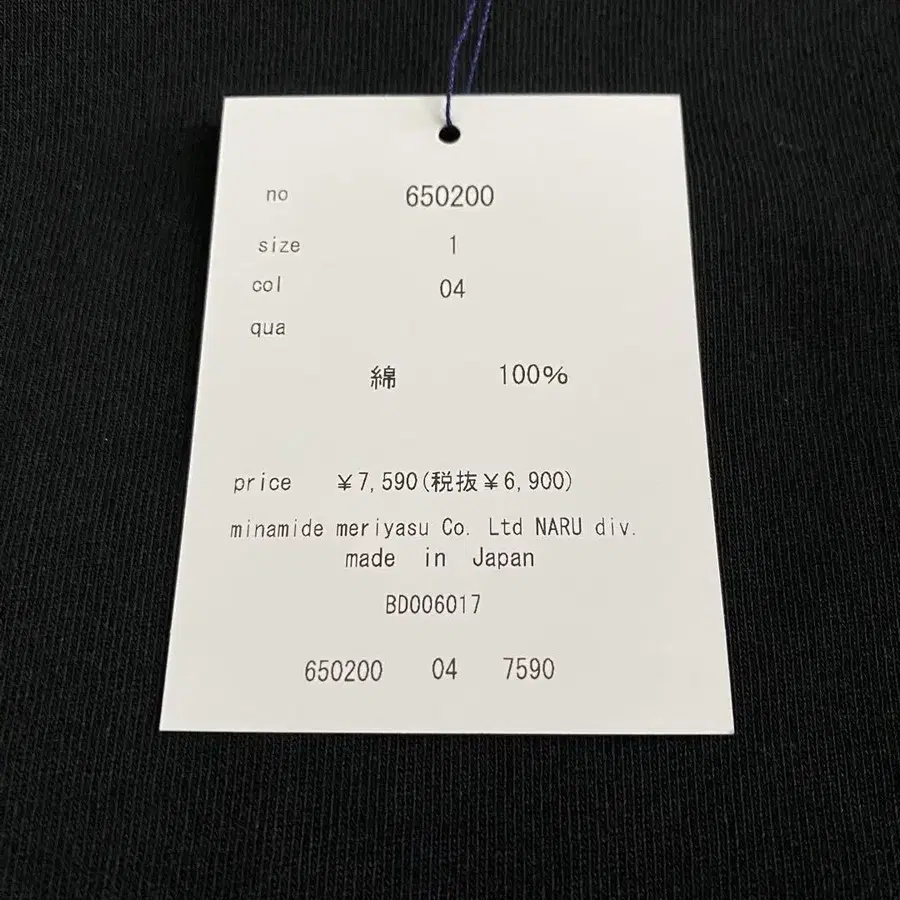 no 650200
size 1
col 04
qua
綿 100%
price ¥7,590(税抜¥6,900)
minamide meriyasu Co. Ltd NARU div.
made in Japan
BD006017
650200 04 7590